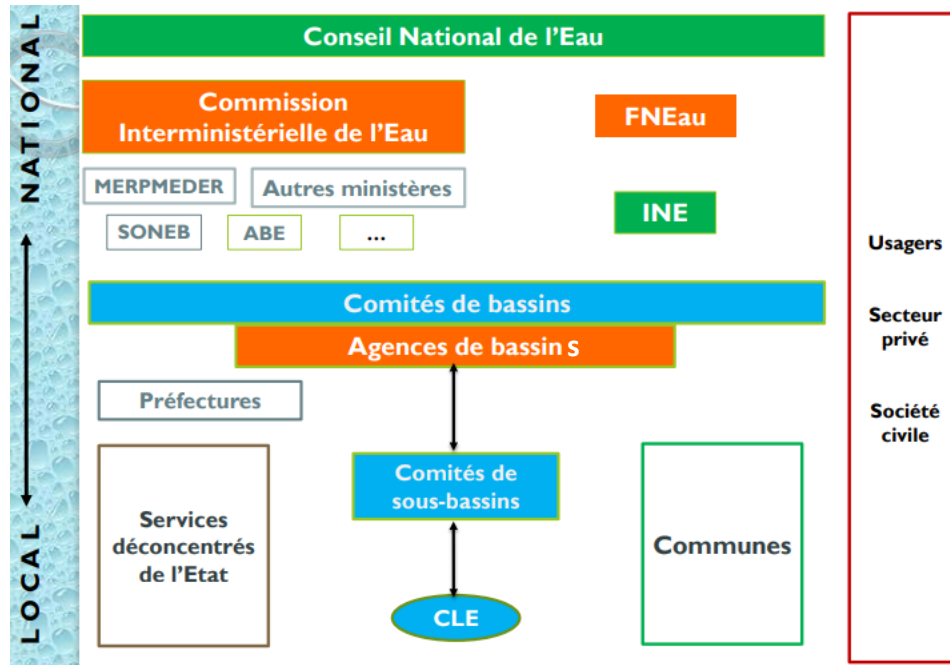 NATIONAL
LOCAL
Conseil National de l'Eau
Commission
Interministérielle de l'Eau
FNEau
MERPMEDER
Autres ministères
SONEB
ABE
...
INE
Comités de bassins
Agences de bassin s
Préfectures
Services
déconcentrés
de l'Etat
Comités de
sous-bassins
CLE
Communes
Usagers
Secteur
privé
Société
civile